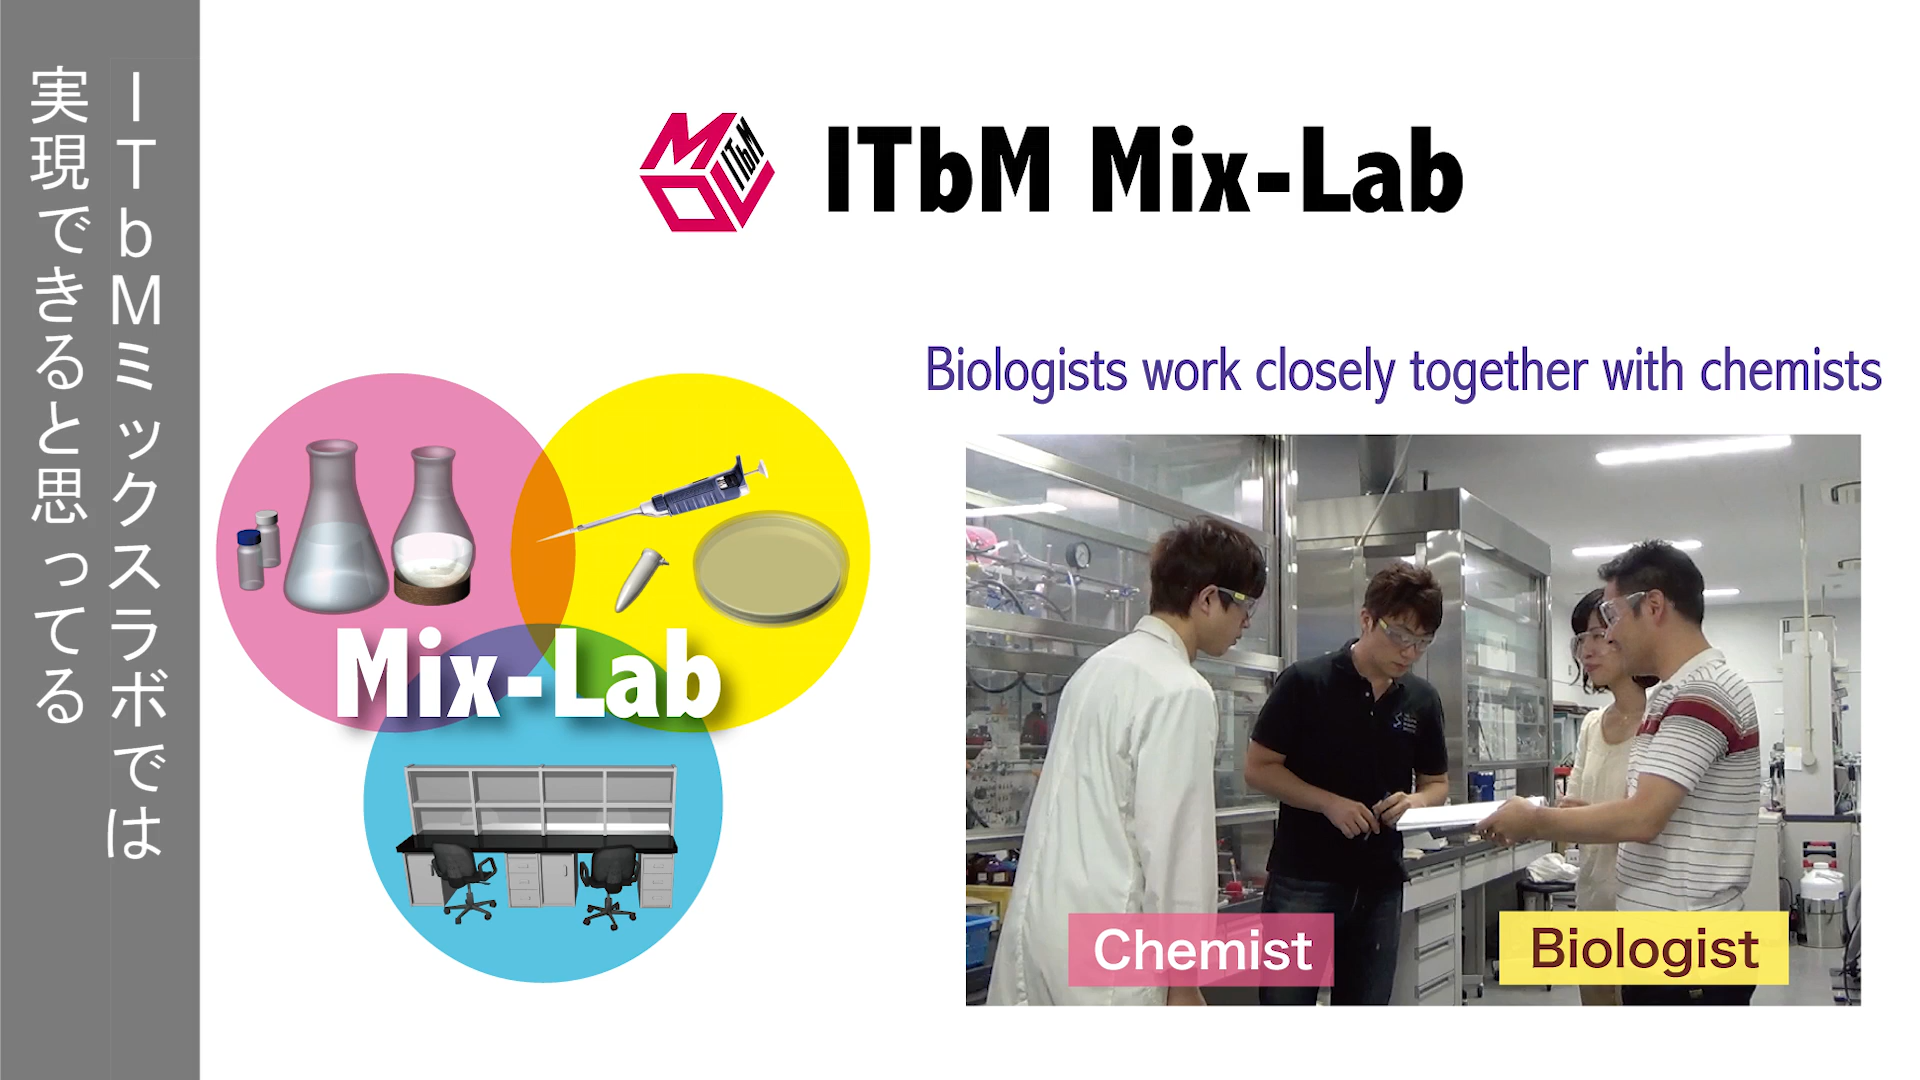 ITbMミックスラボでは
実現できると思ってる
MOL ITbM
ITbM Mix-Lab
Biologists work closely together with chemists
Mix-Lab
Chemist
Biologist